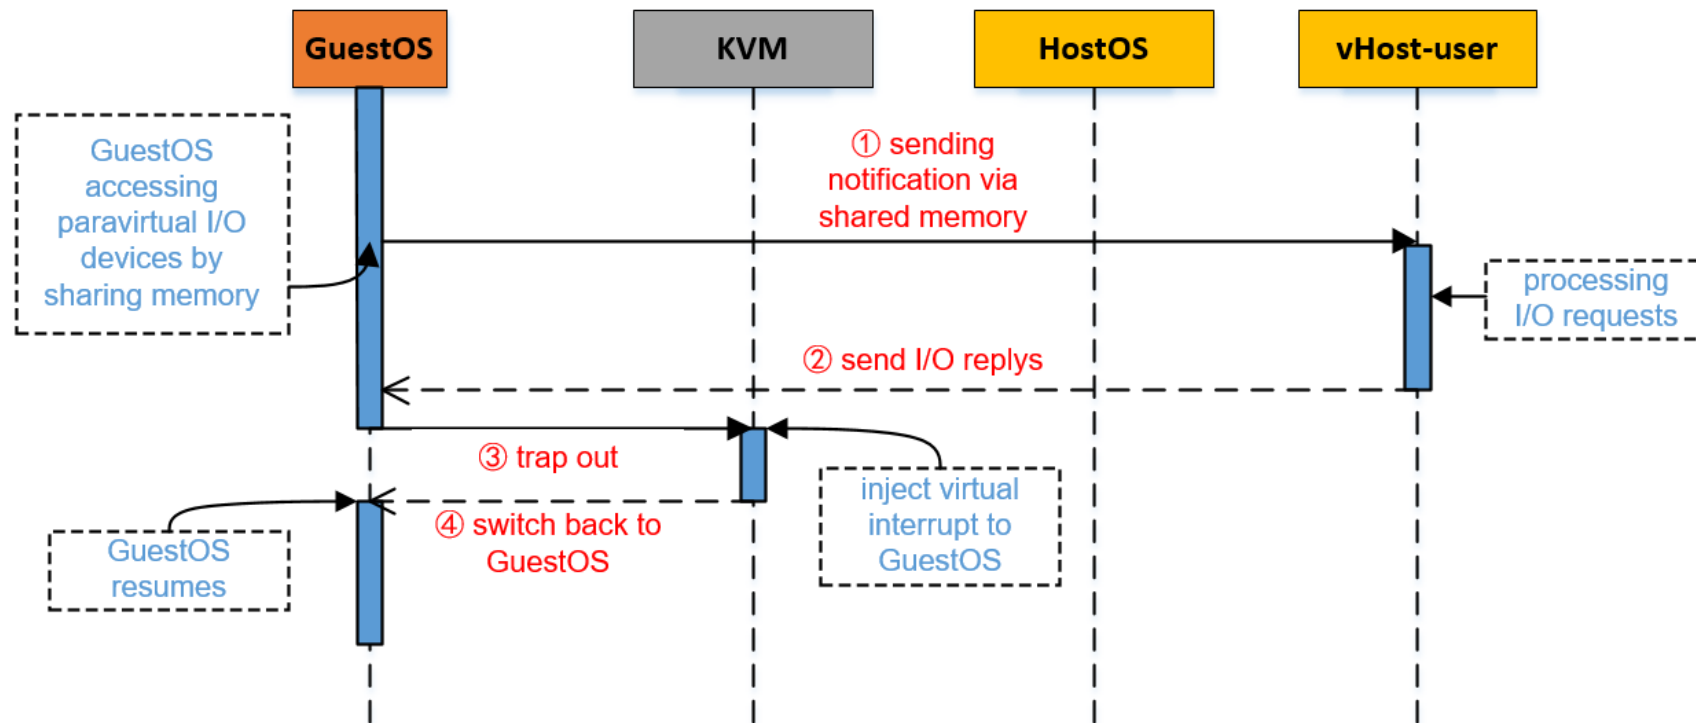 GuestOS
KVM
HostOS
vHost-user
GuestOS
accessing
paravirtual I/O
devices by
sharing memory
① sending
notification via
shared memory
processing
I/O requests
② send I/O replys
③ trap out
inject virtual
interrupt to
GuestOS
④ switch back to
GuestOS
GuestOS
resumes